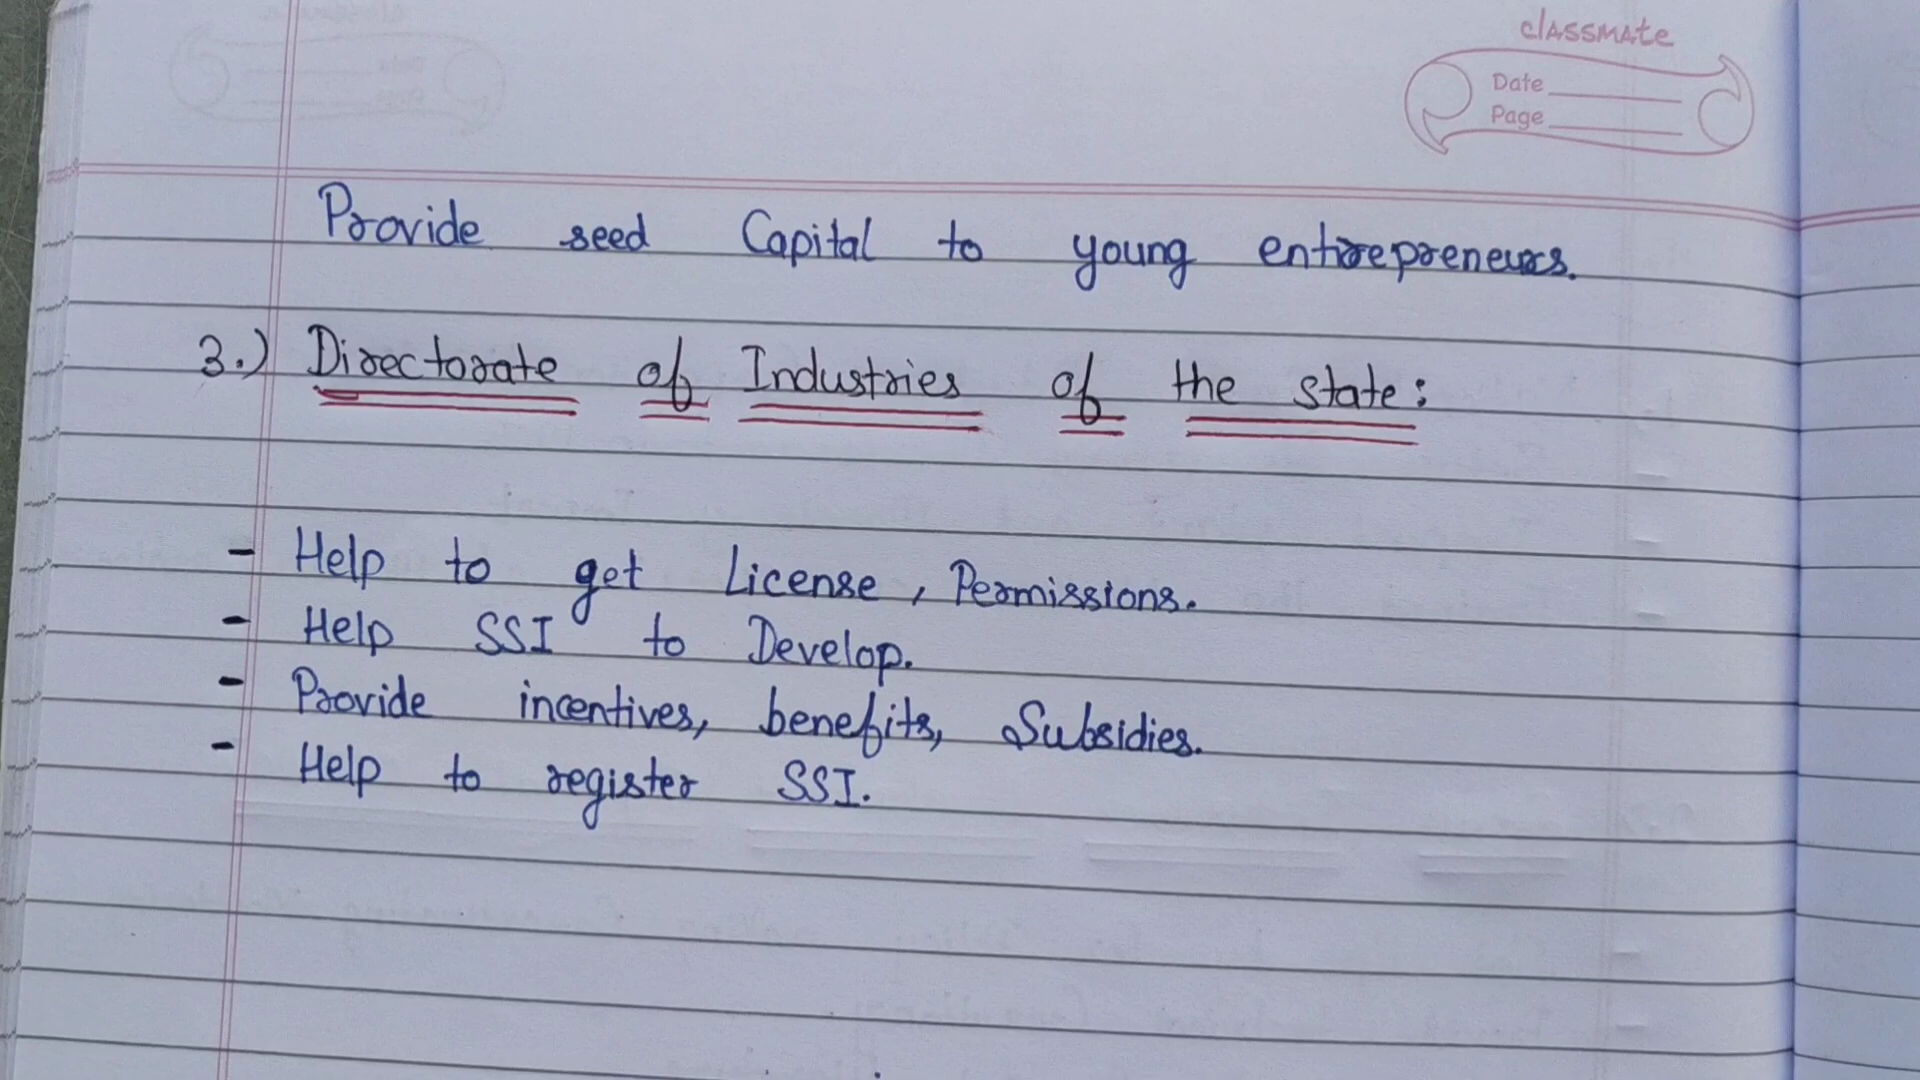 classmate
Date
Page
Provide seed Capital to young entrepreneurs.
3.) Directorate of Industries of the state:
- Help to get License, Permissions.
- Help SSI to Develop.
- Provide incentives, benefits, Subsidies.
- Help to register SSI.